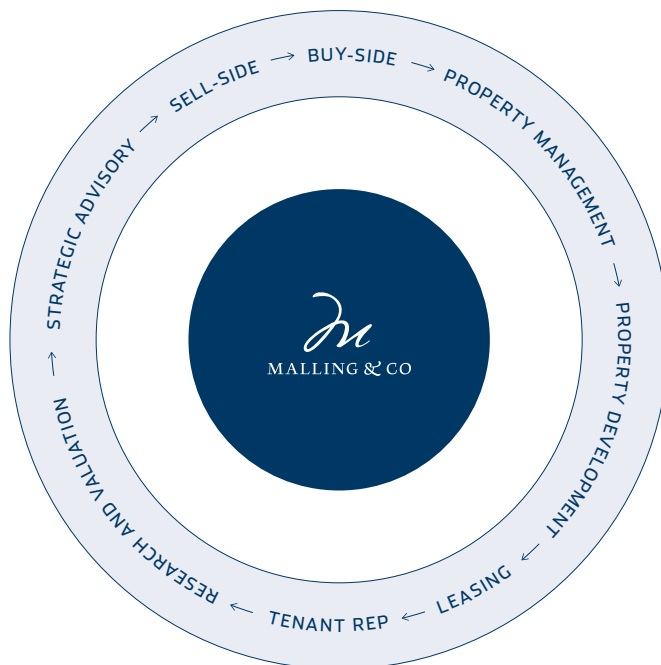 BUY-SIDE
PROPERTY MANAGEMENT
PROPERTY DEVELOPMENT
LEASING
TENANT REP
RESEARCH AND VALUATION
STRATEGIC ADVISORY
SELL-SIDE
M
MALLING & CO